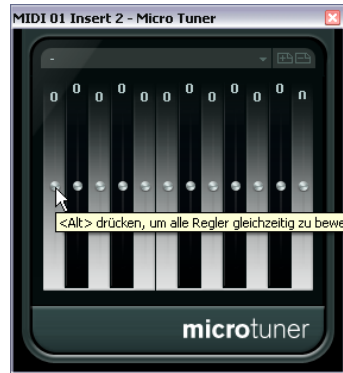 MIDI 01 Insert 2 - Micro Tuner
-
0 0 0 0 0 0 0 0 0 0 0
<Alt> drücken, um alle Regler gleichzeitig zu bewe
microtuner